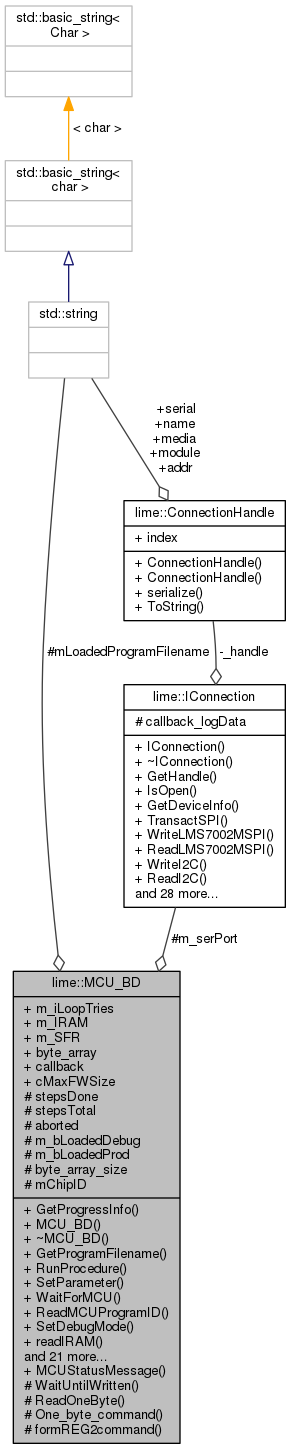 std::basic_string<
Char >
< char >
std::basic_string<
char >
std::string
+serial
+name
+media
+module
+addr
lime::ConnectionHandle
+ index
+ ConnectionHandle()
+ ConnectionHandle()
+ serialize()
+ ToString()
#mLoadedProgramFilename
-_handle
lime::IConnection
# callback_logData
+ IConnection()
+ ~IConnection()
+ GetHandle()
+ IsOpen()
+ GetDeviceInfo()
+ TransactSPI()
+ WriteLMS7002MSPI()
+ ReadLMS7002MSPI()
+ WriteI2C()
+ ReadI2C()
and 28 more...
#m_serPort
lime::MCU_BD
+ m_iLoopTries
+ m_IRAM
+ m_SFR
+ byte_array
+ callback
+ cMaxFWSize
# stepsDone
# stepsTotal
# aborted
# m_bLoadedDebug
# m_bLoadedProd
# byte_array_size
# mChipID
+ GetProgressInfo()
+ MCU_BD()
+ ~MCU_BD()
+ GetProgramFilename()
+ RunProcedure()
+ SetParameter()
+ WaitForMCU()
+ ReadMCUProgramID()
+ SetDebugMode()
+ readIRAM()
and 21 more...
+ MCUStatusMessage()
# WaitUntilWritten()
# ReadOneByte()
# One_byte_command()
# formREG2command()